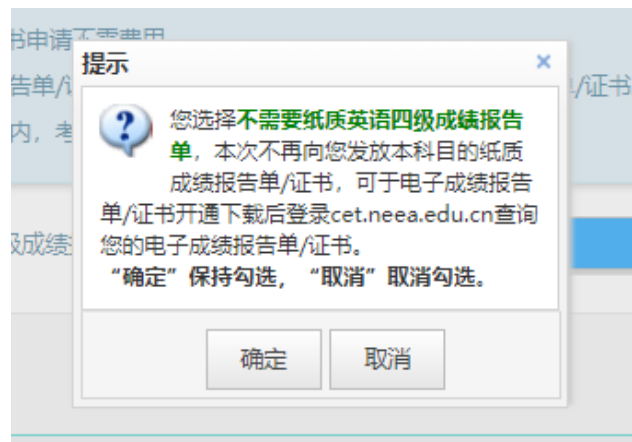 书申请不需费用
提示
×
告单/
/证书
?
您选择不需要纸质英语四级成绩报告
单，本次不再向您发放本科目的纸质
内，考
成绩报告单/证书，可于电子成绩报告
单/证书开通下载后登录cet.neea.edu.cn查询
级成绩
您的电子成绩报告单/证书。
“确定”保持勾选，“取消”取消勾选。
确定
取消